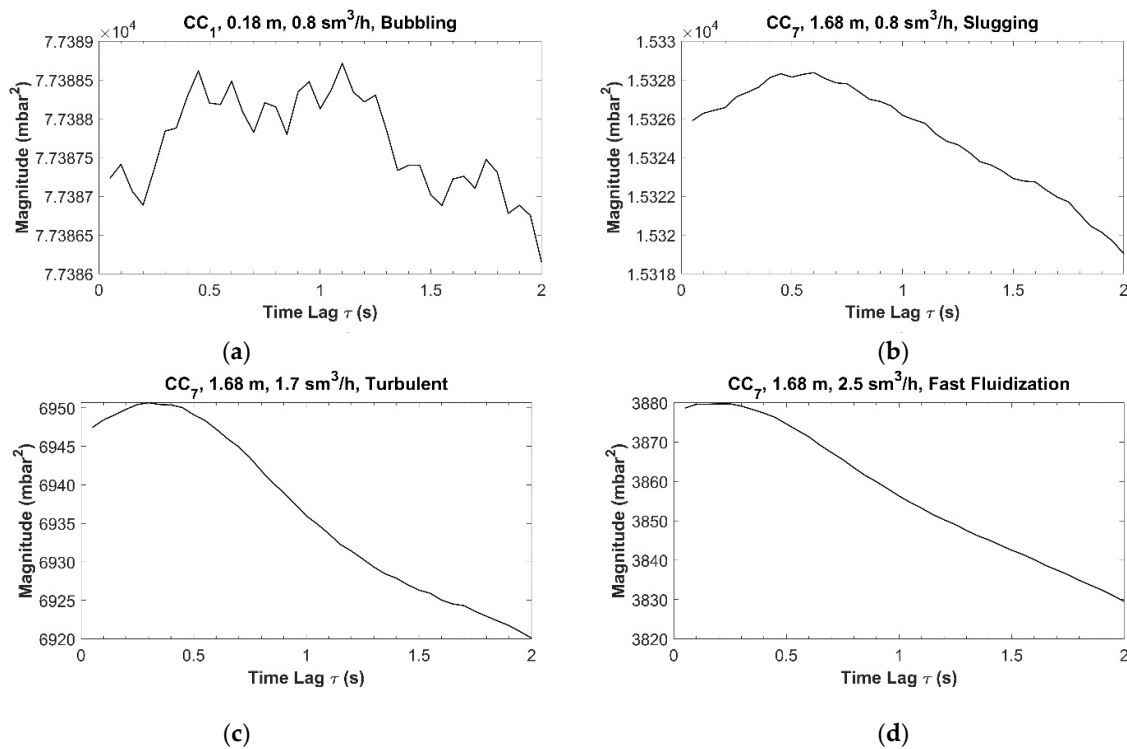 CC₁, 0.18 m, 0.8 sm³/h, Bubbling
×10⁴
7.7389
7.73885
7.7388
7.73875
7.7387
7.73865
7.7386
Magnitude (mbar²)
0 0.5 1 1.5 2
Time Lag τ (s)
(a)
CC₇, 1.68 m, 0.8 sm³/h, Slugging
×10⁴
1.533
1.5328
1.5326
1.5324
1.5322
1.532
1.5318
Magnitude (mbar²)
0 0.5 1 1.5 2
Time Lag τ (s)
(b)
CC₇, 1.68 m, 1.7 sm³/h, Turbulent
6950
6945
6940
6935
6930
6925
6920
Magnitude (mbar²)
0 0.5 1 1.5 2
Time Lag τ (s)
(c)
CC₇, 1.68 m, 2.5 sm³/h, Fast Fluidization
3880
3870
3860
3850
3840
3830
3820
Magnitude (mbar²)
0 0.5 1 1.5 2
Time Lag τ (s)
(d)